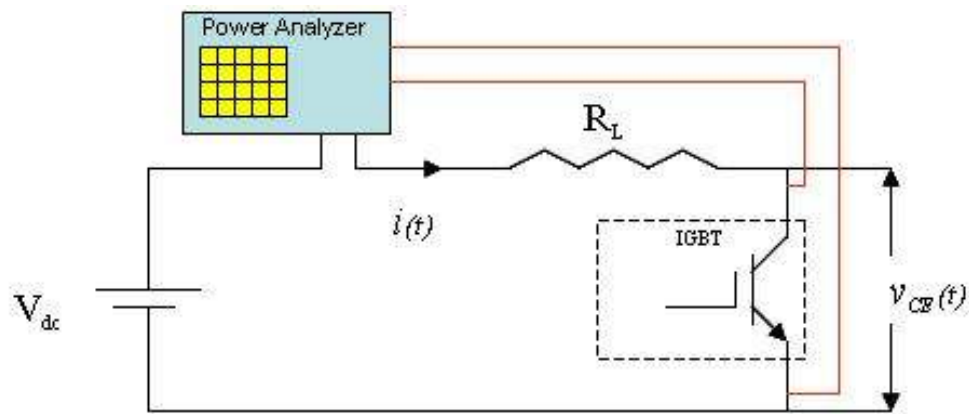 Power Analyzer
R_L
i(t)
IGBT
V_dc
v_CE(t)